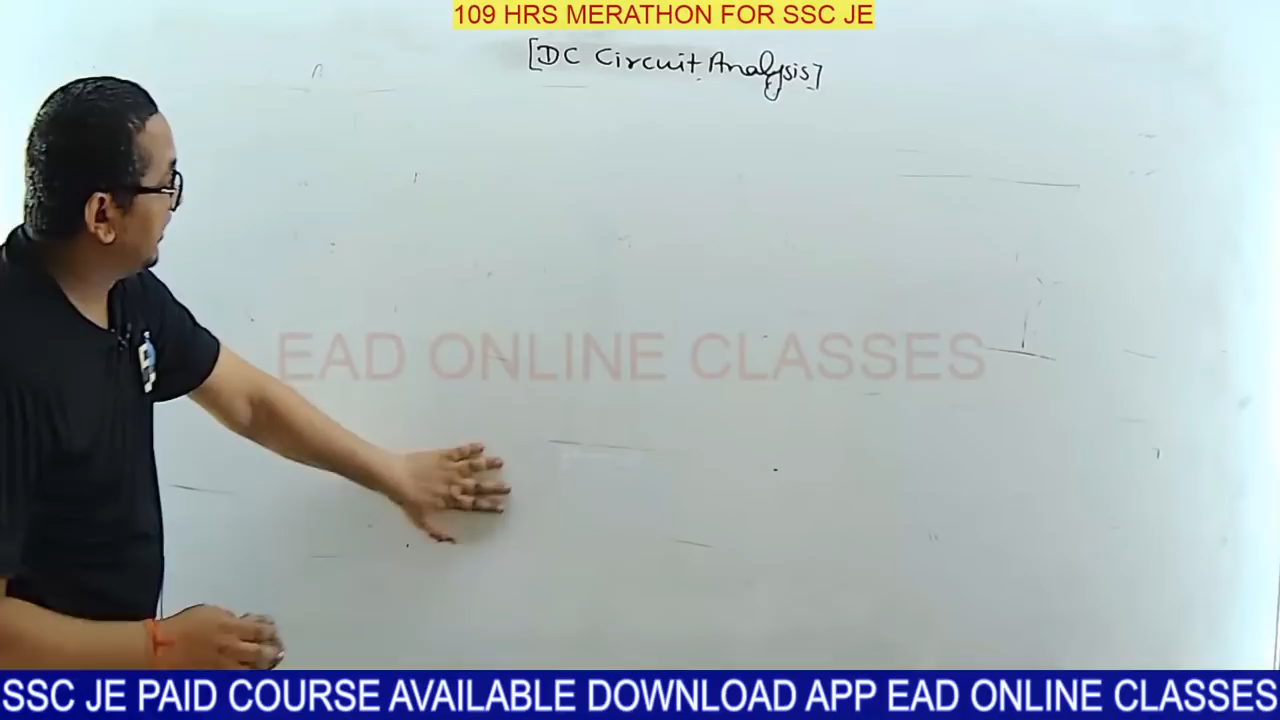 109 HRS MERATHON FOR SSC JE
[DC Circuit Analysis]
EAD ONLINE CLASSES
SSC JE PAID COURSE AVAILABLE DOWNLOAD APP EAD ONLINE CLASSES